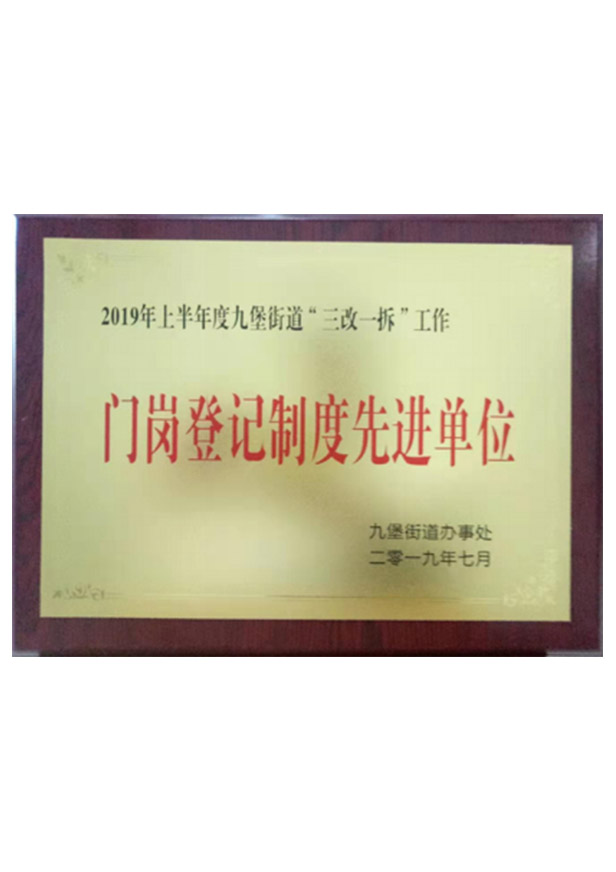 2019年上半年度九堡街道“三改一拆”工作
门岗登记制度先进单位
九堡街道办事处
二零一九年七月